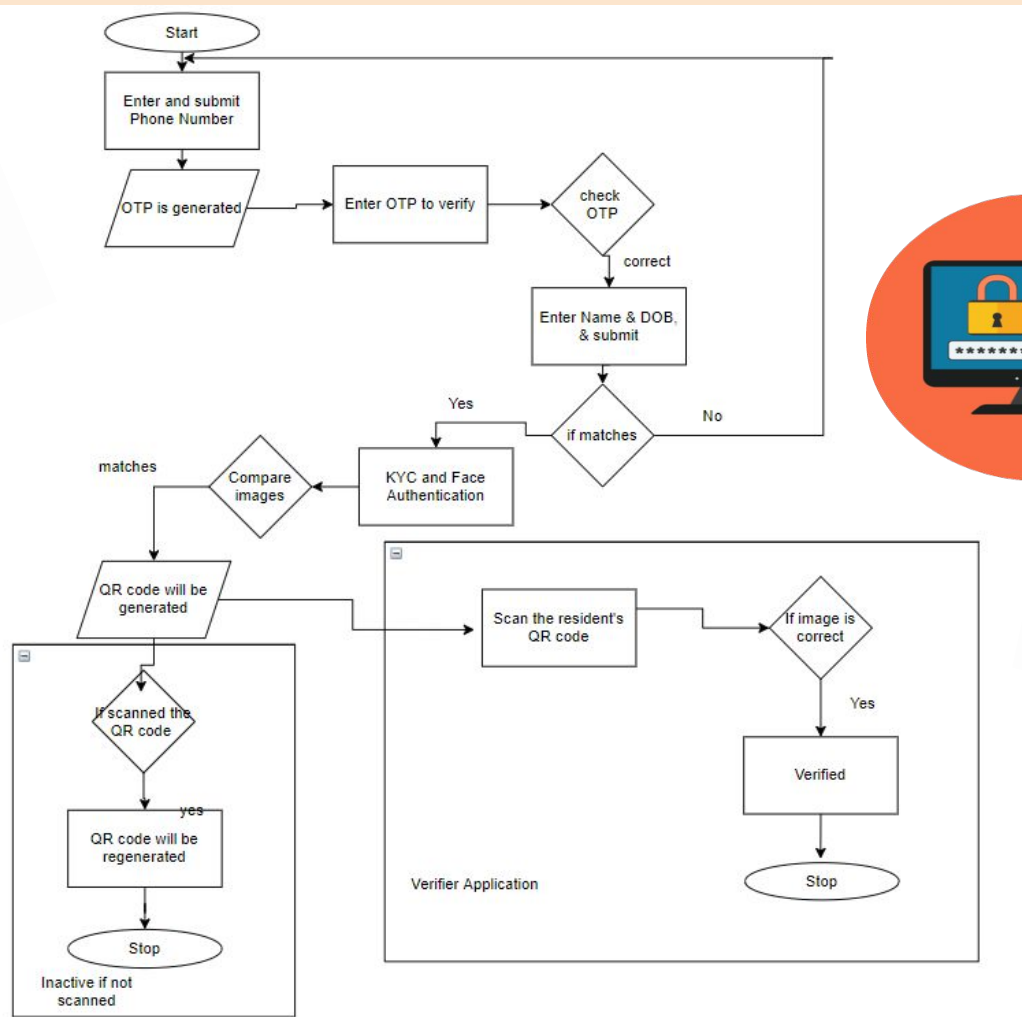 Start
Enter and submit
Phone Number
OTP is generated
Enter OTP to verify
check
OTP
correct
Enter Name & DOB,
& submit
if matches
No
Yes
KYC and Face
Authentication
Compare
images
matches
QR code will be
generated
Scan the resident's
QR code
If image is
correct
Yes
Verified
Stop
Verifier Application
If scanned the
QR code
yes
QR code will be
regenerated
Stop
Inactive if not
scanned
*******